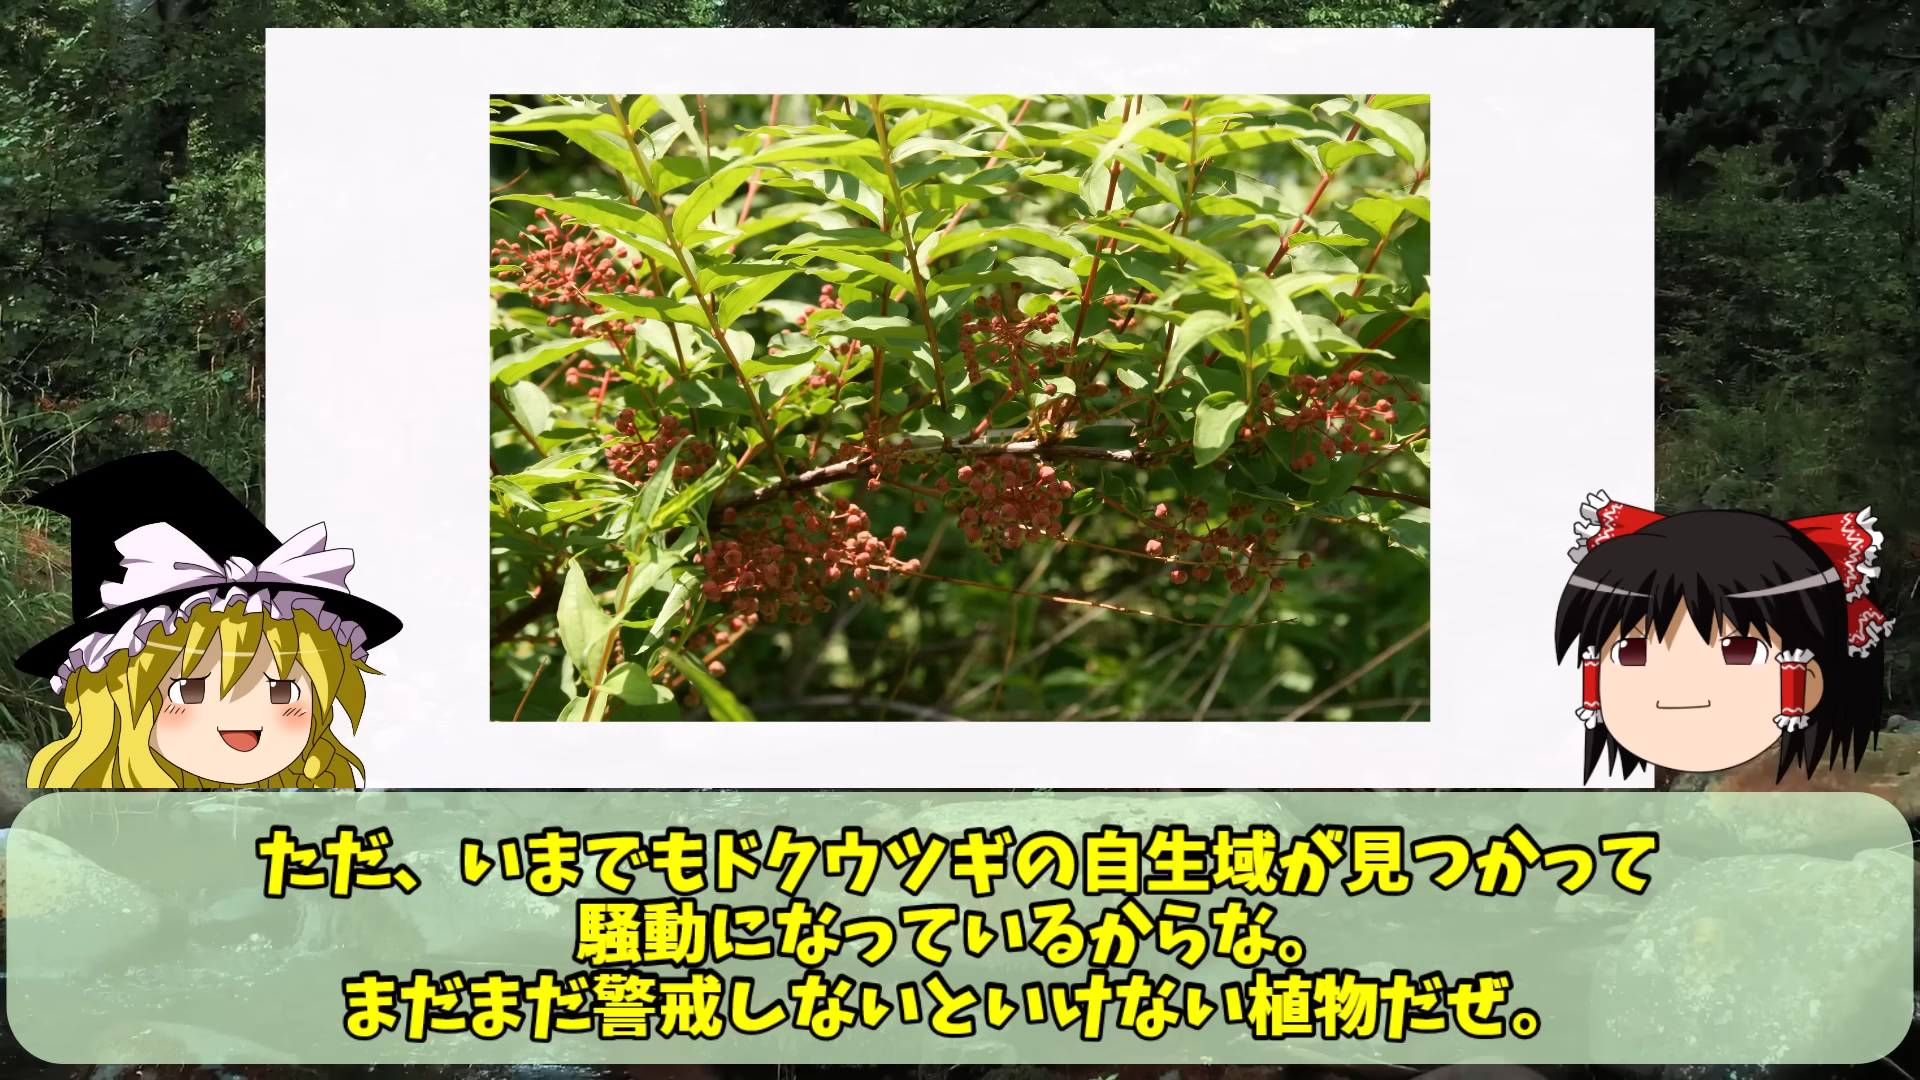 ただ、いまでもドクウツギの自生域が見つかって
騒動になっているからな。
まだまだ警戒しないといけない植物だぜ。